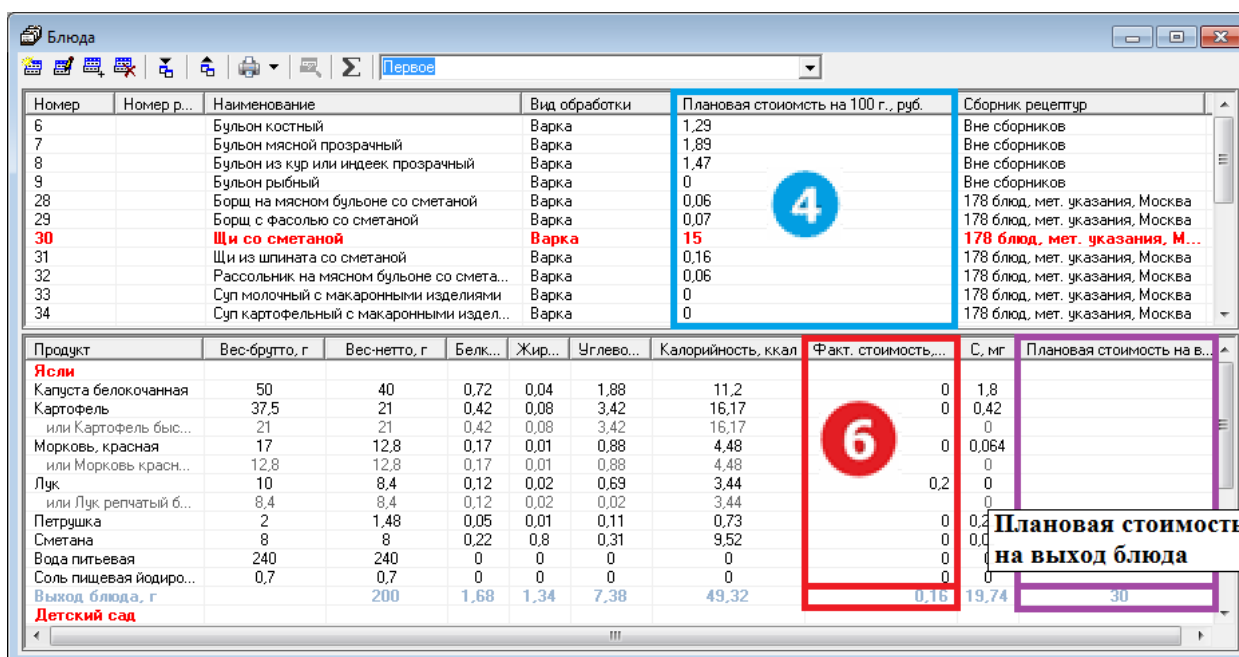 Блюда
Первое
Номер Номер р... Наименование Вид обработки Плановая стоиомсть на 100 г., руб. Сборник рецептур
6 Бульон костный Варка 1,29 Вне сборников
7 Бульон мясной прозрачный Варка 1,89 Вне сборников
8 Бульон из кур или индеек прозрачный Варка 1,47 Вне сборников
9 Бульон рыбный Варка 0 Вне сборников
28 Борщ на мясном бульоне со сметаной Варка 0,06 178 блюд, мет. указания, Москва
29 Борщ с фасолью со сметаной Варка 0,07 178 блюд, мет. указания, Москва
30 Щи со сметаной Варка 15 178 блюд, мет. указания, М...
31 Щи из шпината со сметаной Варка 0,16 178 блюд, мет. указания, Москва
32 Рассольник на мясном бульоне со смета... Варка 0,06 178 блюд, мет. указания, Москва
33 Суп молочный с макаронными изделиями Варка 0 178 блюд, мет. указания, Москва
34 Суп картофельный с макаронными издел... Варка 0 178 блюд, мет. указания, Москва
4
Продукт Вес-брутто, г Вес-нетто, г Белк... Жир... Углево... Калорийность, ккал Факт. стоимость,... С, мг Плановая стоимость на в...
Ясли
Капуста белокочанная 50 40 0,72 0,04 1,88 11,2 0 1,8
Картофель 37,5 21 0,42 0,08 3,42 16,17 0 0,42
или Картофель быс... 21 21 0,42 0,08 3,42 16,17 0
Морковь, красная 17 12,8 0,17 0,01 0,88 4,48 0 0,064
или Морковь красн... 12,8 12,8 0,17 0,01 0,88 4,48 0
Лук 10 8,4 0,12 0,02 0,69 3,44 0,2 0
или Лук репчатый б... 8,4 8,4 0,12 0,02 0,02 3,44 0
Петрушка 2 1,48 0,05 0,01 0,11 0,73 0
Сметана 8 8 0,22 0,8 0,31 9,52 0
Вода питьевая 240 240 0 0 0 0 0
Соль пищевая йодиро... 0,7 0,7 0 0 0 0 0 0
Выход блюда, г 200 1,68 1,34 7,38 49,32 0,16 19,74 30
Детский сад
6
Плановая стоимость
на выход блюда